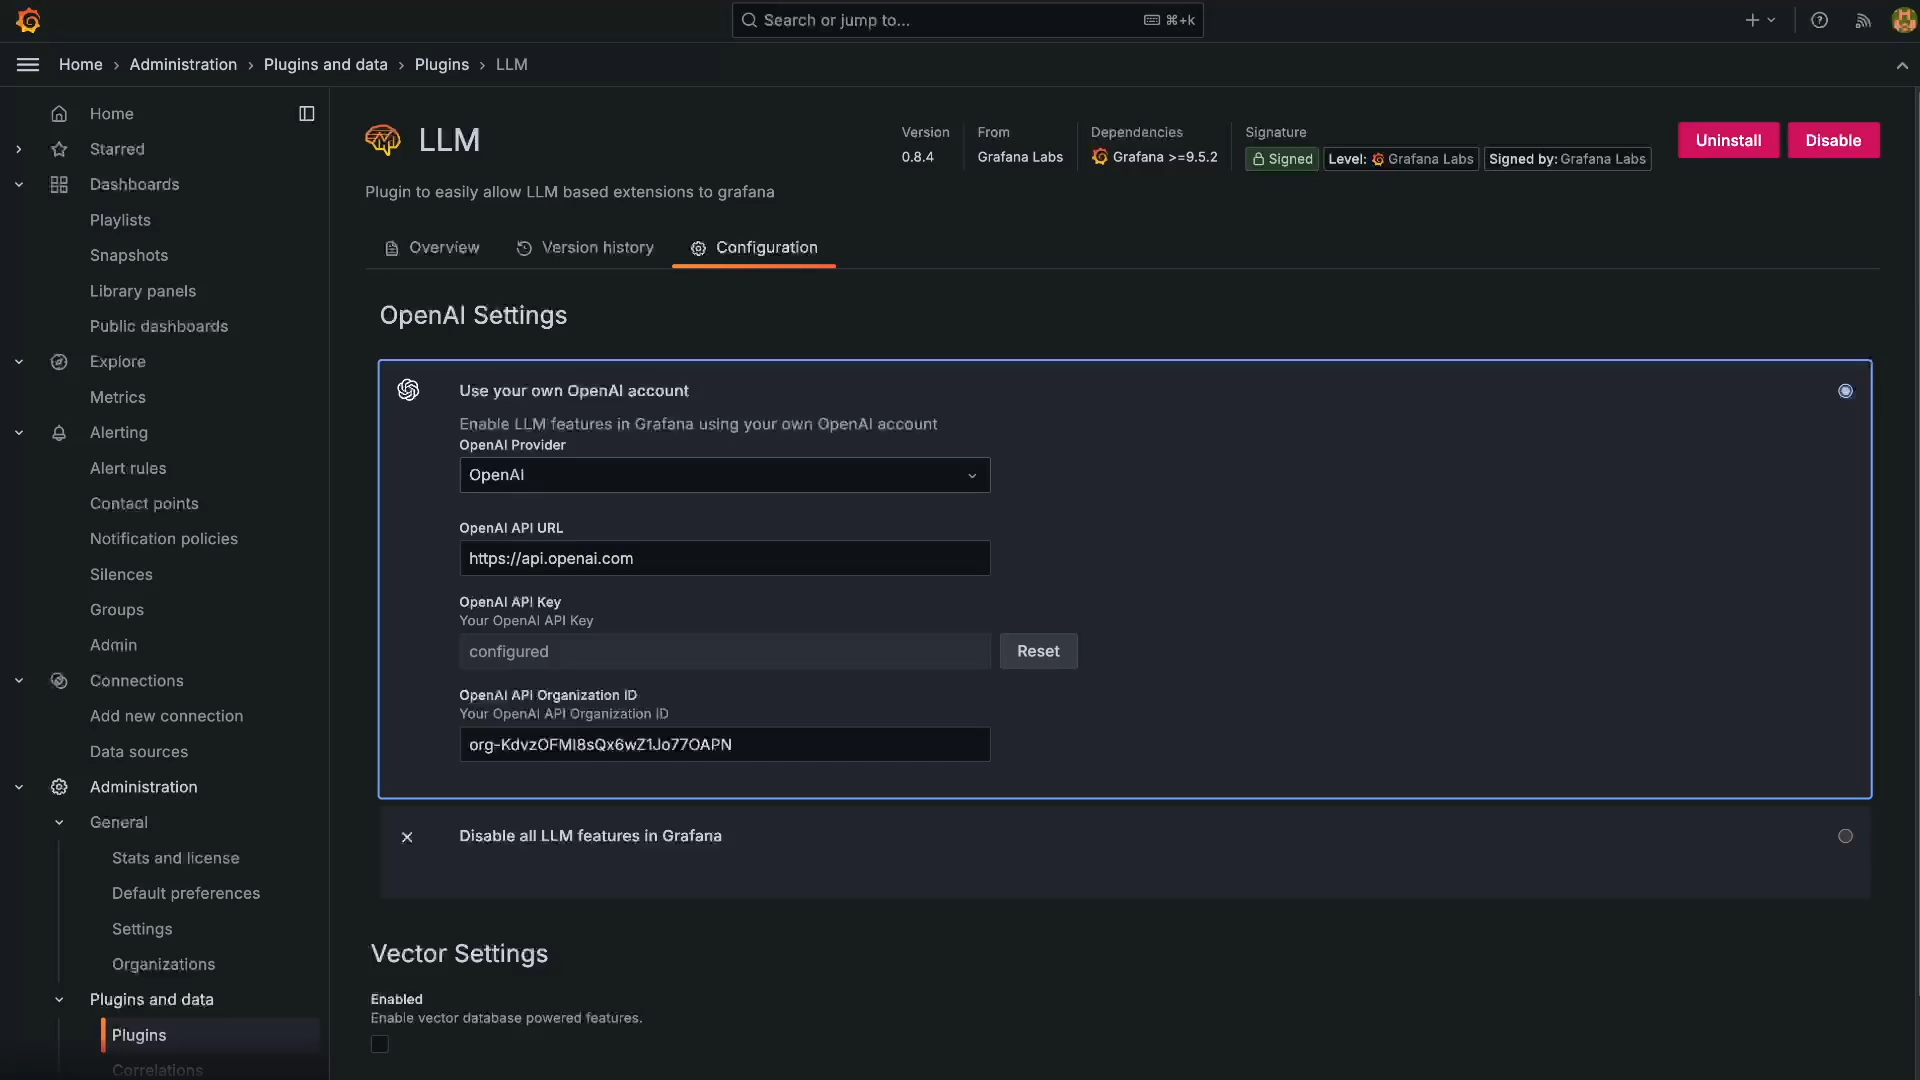 Search or jump to...
⌘+k
Home › Administration › Plugins and data › Plugins › LLM
Home
Starred
Dashboards
Playlists
Snapshots
Library panels
Public dashboards
Explore
Metrics
Alerting
Alert rules
Contact points
Notification policies
Silences
Groups
Admin
Connections
Add new connection
Data sources
Administration
General
Stats and license
Default preferences
Settings
Organizations
Plugins and data
Plugins
Correlations
LLM
Version
0.8.4
From
Grafana Labs
Dependencies
Grafana >=9.5.2
Signature
Signed
Level: Grafana Labs
Signed by: Grafana Labs
Uninstall
Disable
Plugin to easily allow LLM based extensions to grafana
Overview
Version history
Configuration
OpenAI Settings
Use your own OpenAI account
Enable LLM features in Grafana using your own OpenAI account
OpenAI Provider
OpenAI
OpenAI API URL
https://api.openai.com
OpenAI API Key
Your OpenAI API Key
configured
Reset
OpenAI API Organization ID
Your OpenAI API Organization ID
org-KdvzOFMI8sQx6wZ1Jo77OAPN
Disable all LLM features in Grafana
Vector Settings
Enabled
Enable vector database powered features.